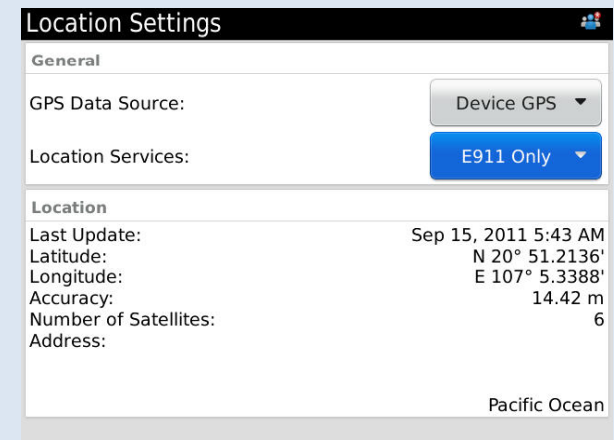 Location Settings
General
GPS Data Source: Device GPS
Location Services: E911 Only
Location
Last Update: Sep 15, 2011 5:43 AM
Latitude: N 20° 51.2136'
Longitude: E 107° 5.3388'
Accuracy: 14.42 m
Number of Satellites: 6
Address:
Pacific Ocean